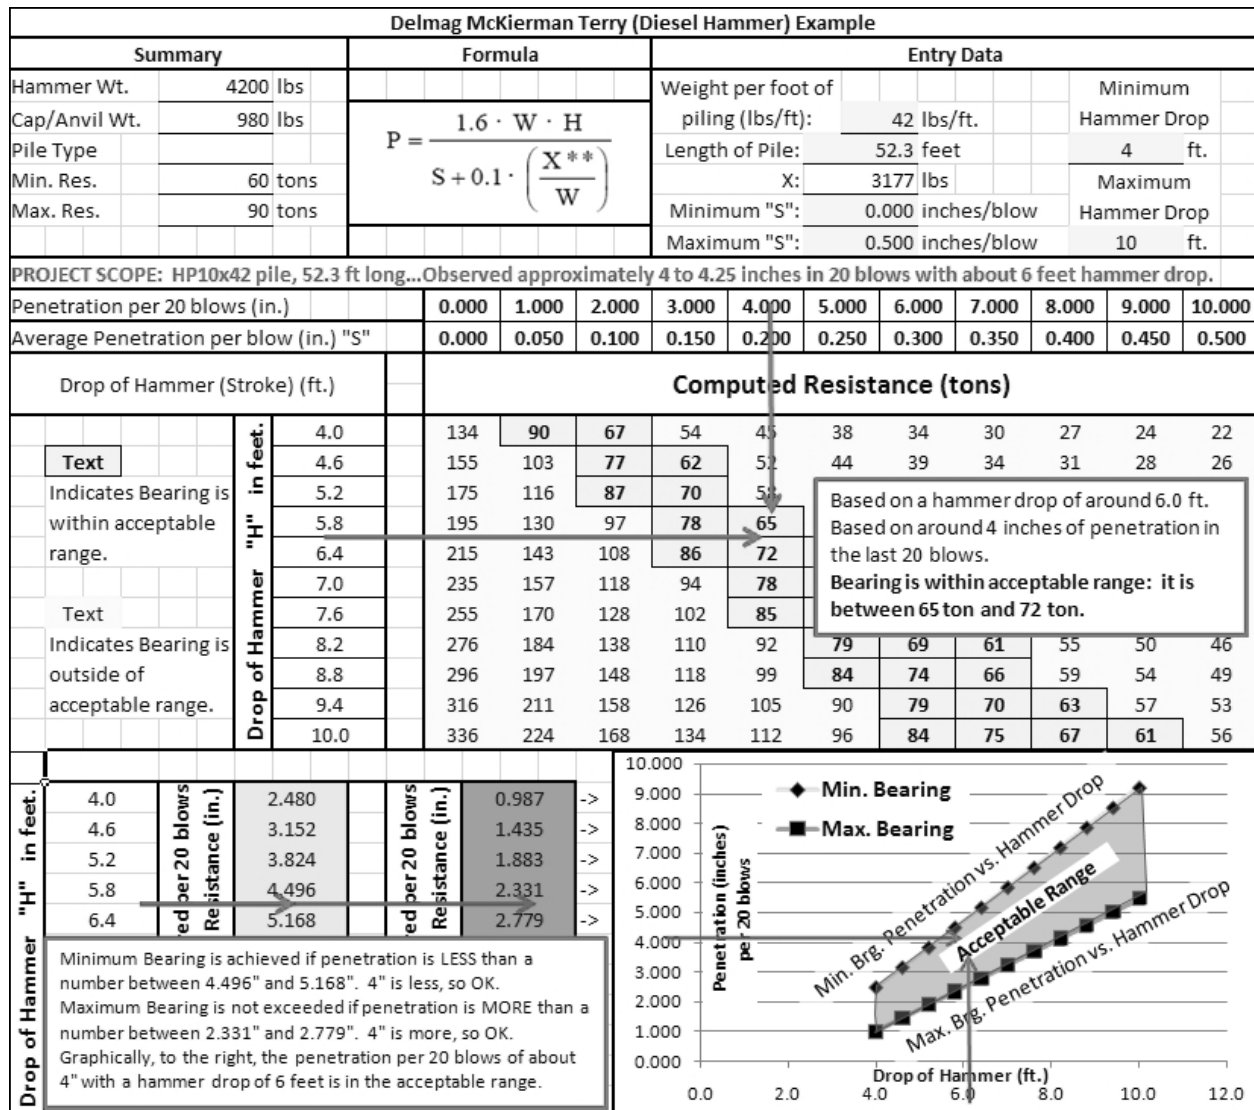 Delmag McKierman Terry (Diesel Hammer) Example
Summary Formula Entry Data
Hammer Wt. 4200 lbs
Cap/Anvil Wt. 980 lbs
Pile Type
Min. Res. 60 tons
Max. Res. 90 tons
P = 1.6 · W · H
S + 0.1 · ( X ** / W )
Weight per foot of
piling (lbs/ft): 42 lbs/ft.
Length of Pile: 52.3 feet
X: 3177 lbs
Minimum "S": 0.000 inches/blow
Maximum "S": 0.500 inches/blow
Minimum
Hammer Drop
4 ft.
Maximum
Hammer Drop
10 ft.
PROJECT SCOPE: HP10x42 pile, 52.3 ft long...Observed approximately 4 to 4.25 inches in 20 blows with about 6 feet hammer drop.
Penetration per 20 blows (in.) 0.000 1.000 2.000 3.000 4.000 5.000 6.000 7.000 8.000 9.000 10.000
Average Penetration per blow (in.) "S" 0.000 0.050 0.100 0.150 0.200 0.250 0.300 0.350 0.400 0.450 0.500
Drop of Hammer (Stroke) (ft.) Computed Resistance (tons)
Text
Indicates Bearing is
within acceptable
range.
Text
Indicates Bearing is
outside of
acceptable range.
Drop of Hammer "H" in feet.
4.0 134 90 67 54 45 38 34 30 27 24 22
4.6 155 103 77 62 52 44 39 34 31 28 26
5.2 175 116 87 70 58
5.8 195 130 97 78 65
6.4 215 143 108 86 72
7.0 235 157 118 94 78
7.6 255 170 128 102 85
8.2 276 184 138 110 92 79 69 61 55 50 46
8.8 296 197 148 118 99 84 74 66 59 54 49
9.4 316 211 158 126 105 90 79 70 63 57 53
10.0 336 224 168 134 112 96 84 75 67 61 56
Based on a hammer drop of around 6.0 ft.
Based on around 4 inches of penetration in
the last 20 blows.
Bearing is within acceptable range: it is
between 65 ton and 72 ton.
Drop of Hammer "H" in feet.
per 20 blows
Resistance (in.)
per 20 blows
Resistance (in.)
4.0 2.480 0.987 ->
4.6 3.152 1.435 ->
5.2 3.824 1.883 ->
5.8 4.496 2.331 ->
6.4 5.168 2.779 ->
Minimum Bearing is achieved if penetration is LESS than a
number between 4.496" and 5.168". 4" is less, so OK.
Maximum Bearing is not exceeded if penetration is MORE than a
number between 2.331" and 2.779". 4" is more, so OK.
Graphically, to the right, the penetration per 20 blows of about
4" with a hammer drop of 6 feet is in the acceptable range.
10.000
9.000
8.000
7.000
6.000
5.000
4.000
3.000
2.000
1.000
0.000
Penetration (inches)
per 20 blows
Min. Bearing
Max. Bearing
Min. Brg. Penetration vs. Hammer Drop
Acceptable Range
Max. Brg. Penetration vs. Hammer Drop
Drop of Hammer (ft.)
0.0 2.0 4.0 6.0 8.0 10.0 12.0